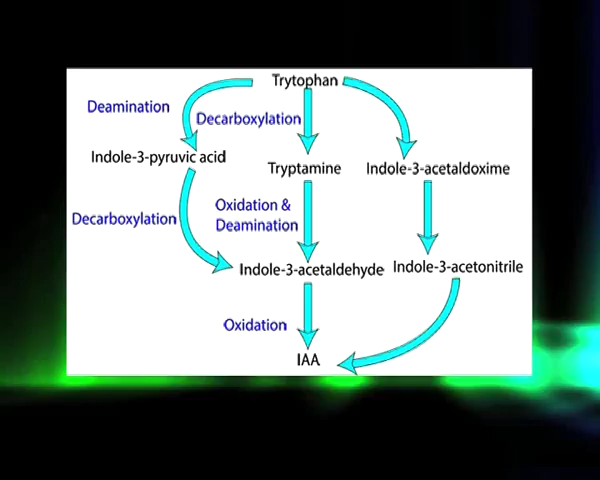 Trytophan
Deamination
Decarboxylation
Indole-3-pyruvic acid
Tryptamine
Indole-3-acetaldoxime
Decarboxylation
Oxidation &
Deamination
Indole-3-acetaldehyde
Indole-3-acetonitrile
Oxidation
IAA